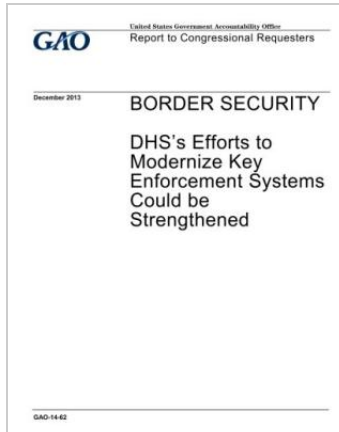 GAO
United States Government Accountability Office
Report to Congressional Requesters
December 2013
BORDER SECURITY
DHS's Efforts to
Modernize Key
Enforcement Systems
Could be
Strengthened
GAO-14-62